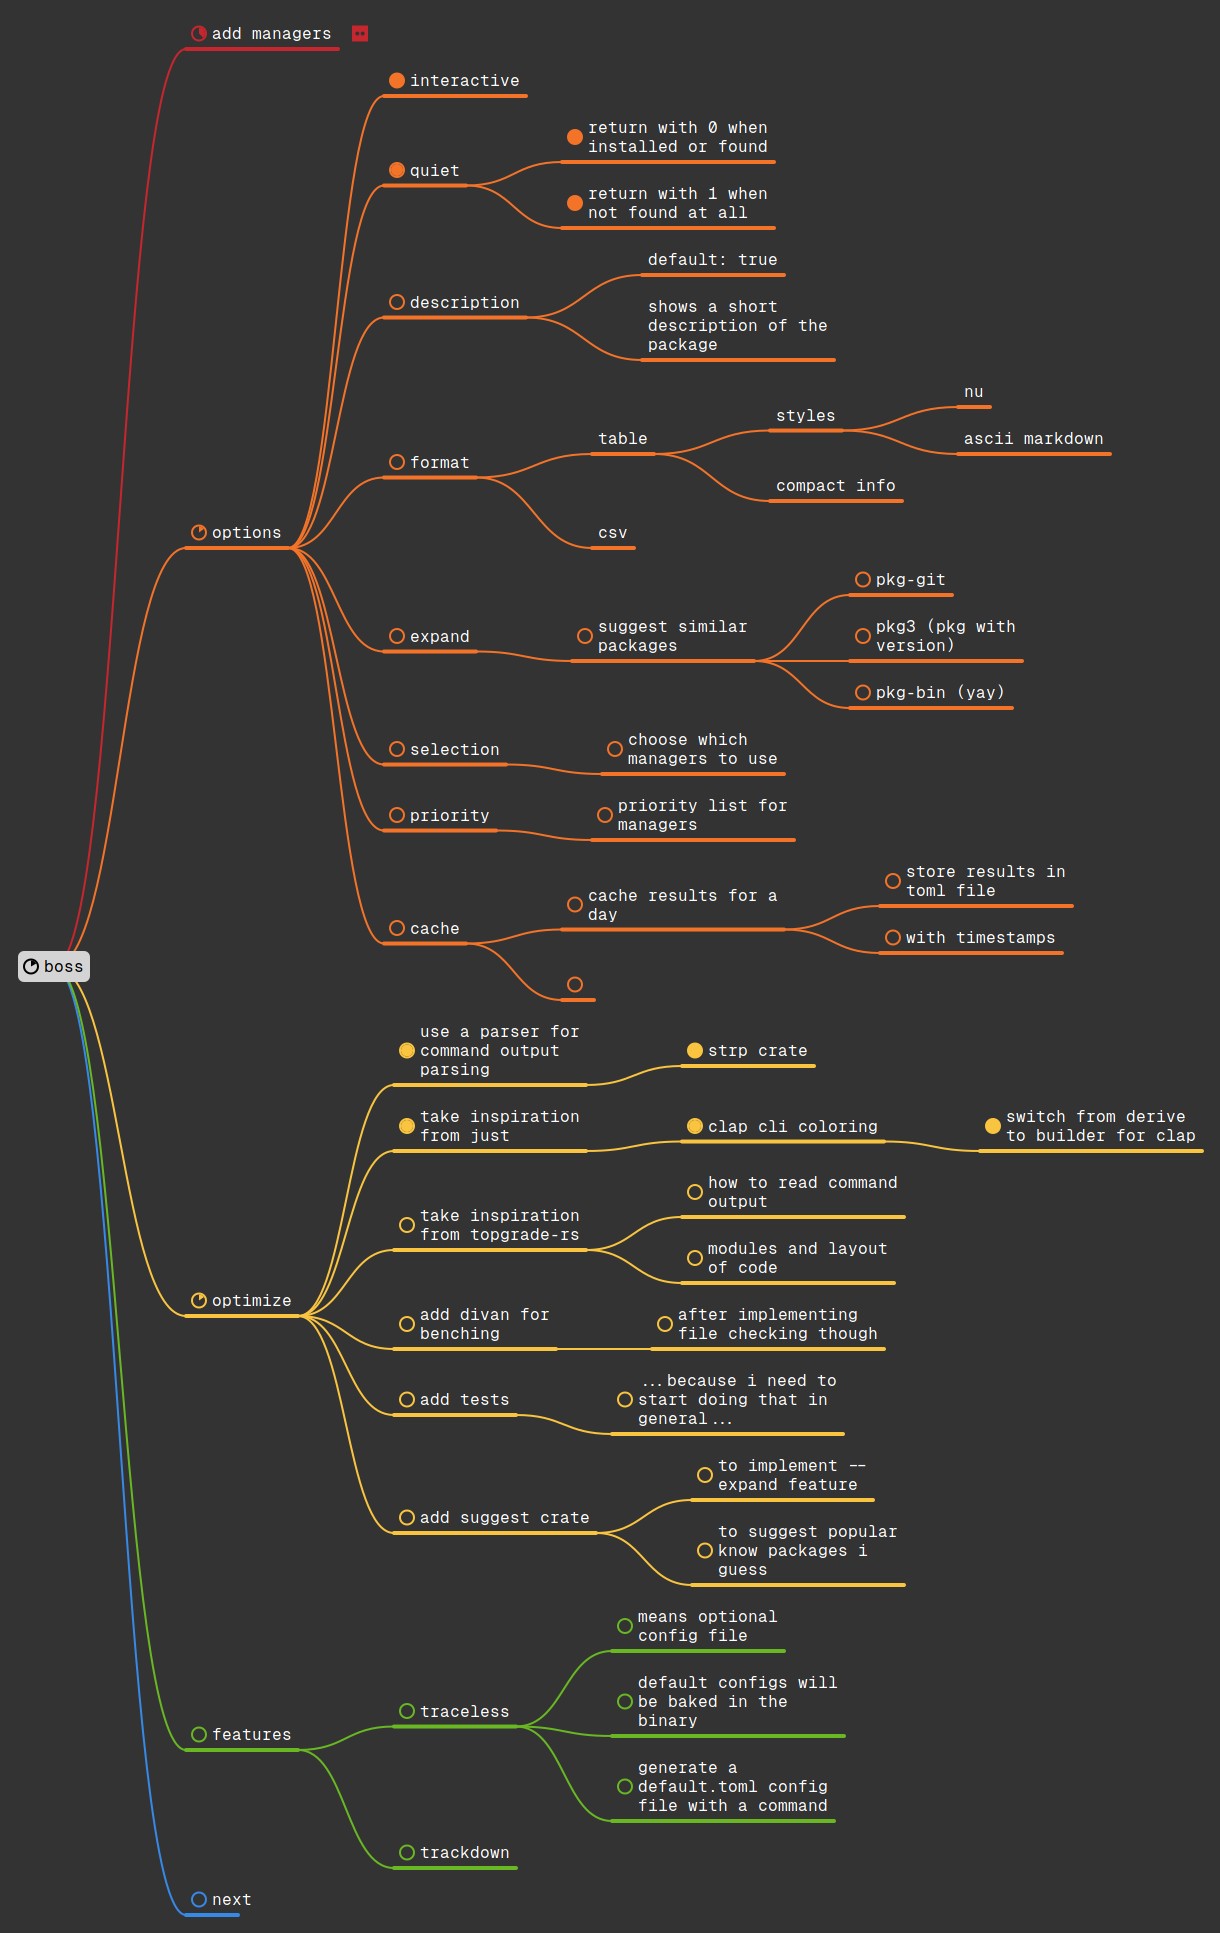 add managers
interactive
return with 0 when
installed or found
quiet
return with 1 when
not found at all
default: true
description
shows a short
description of the
package
nu
styles
ascii markdown
table
format
compact info
options
csv
pkg-git
suggest similar
packages
pkg3 (pkg with
version)
expand
pkg-bin (yay)
choose which
managers to use
selection
priority list for
managers
priority
store results in
toml file
cache results for a
day
with timestamps
cache
boss
use a parser for
command output
parsing
strp crate
take inspiration
from just
clap cli coloring
switch from derive
to builder for clap
how to read command
output
take inspiration
from topgrade-rs
modules and layout
of code
optimize
add divan for
benching
after implementing
file checking though
add tests
...because i need to
start doing that in
general...
to implement --
expand feature
add suggest crate
to suggest popular
know packages i
guess
means optional
config file
default configs will
be baked in the
binary
traceless
features
generate a
default.toml config
file with a command
trackdown
next